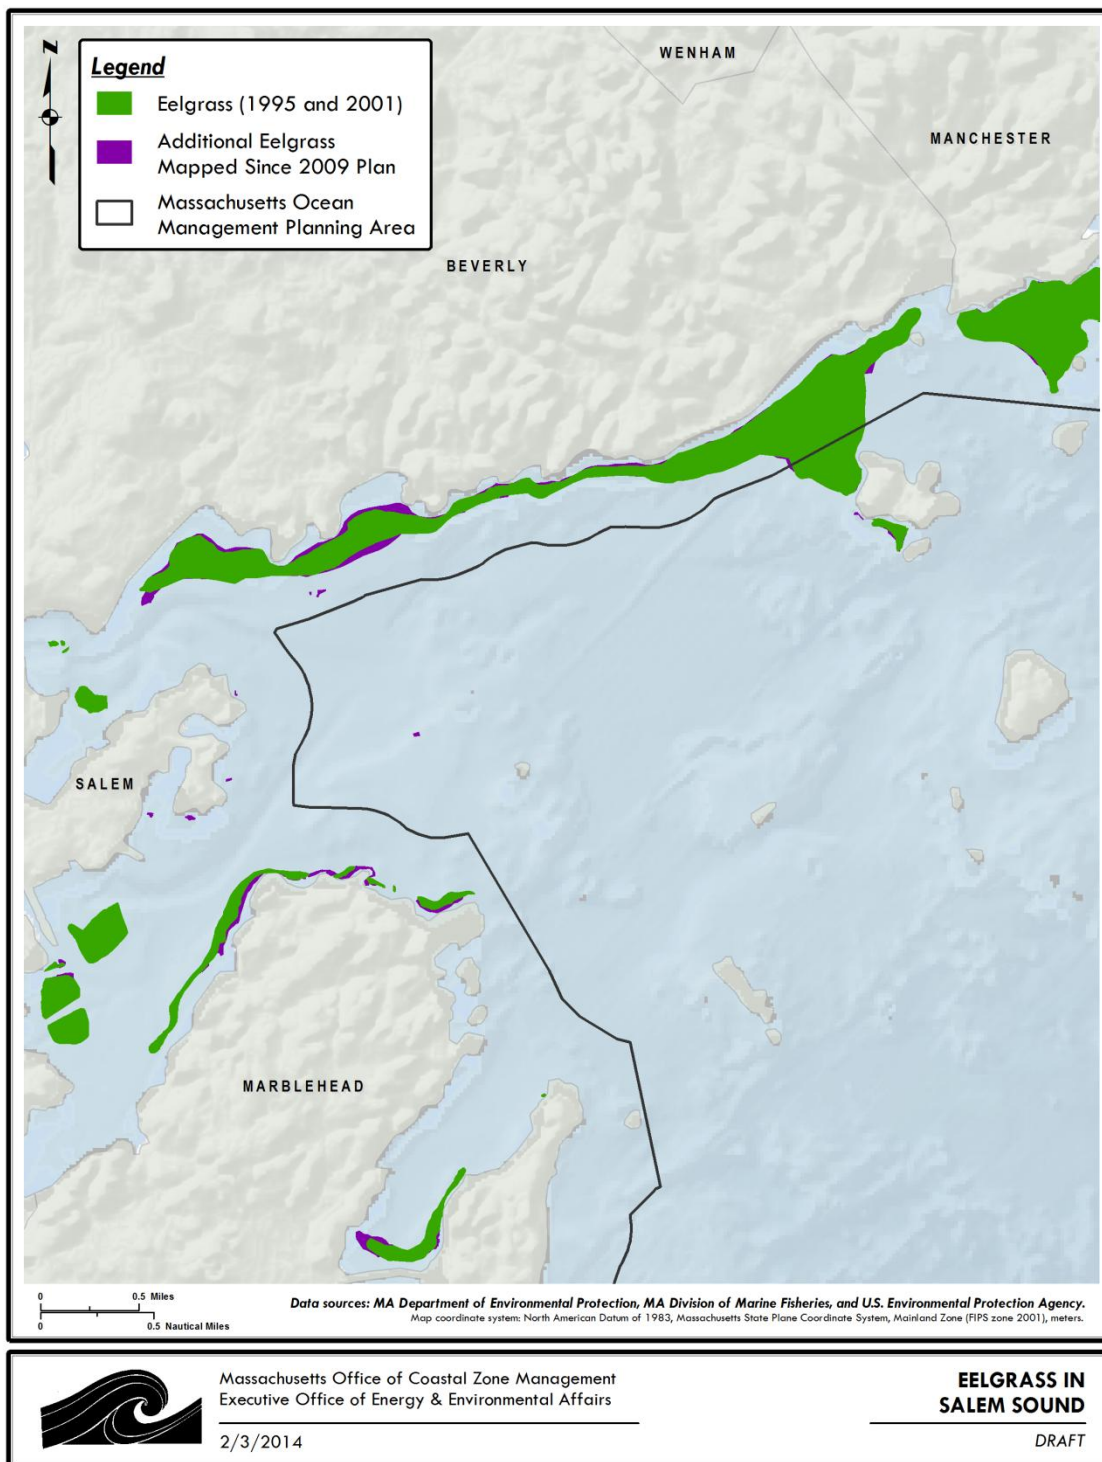 N
Legend
Eelgrass (1995 and 2001)
Additional Eelgrass
Mapped Since 2009 Plan
Massachusetts Ocean
Management Planning Area
WENHAM
MANCHESTER
BEVERLY
SALEM
MARBLEHEAD
0 0.5 Miles
0 0.5 Nautical Miles
Data sources: MA Department of Environmental Protection, MA Division of Marine Fisheries, and U.S. Environmental Protection Agency.
Map coordinate system: North American Datum of 1983, Massachusetts State Plane Coordinate System, Mainland Zone (FIPS zone 2001), meters.
Massachusetts Office of Coastal Zone Management
Executive Office of Energy & Environmental Affairs
2/3/2014
EELGRASS IN
SALEM SOUND
DRAFT